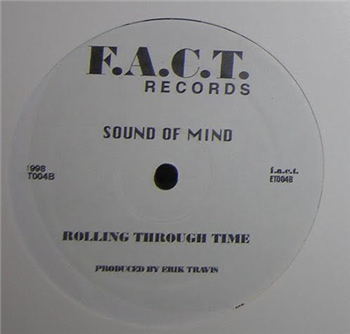 F.A.C.T.
RECORDS
SOUND OF MIND
1998
T004B
f.a.c.t.
ET004B
ROLLING THROUGH TIME
PRODUCED BY ERIK TRAVIS